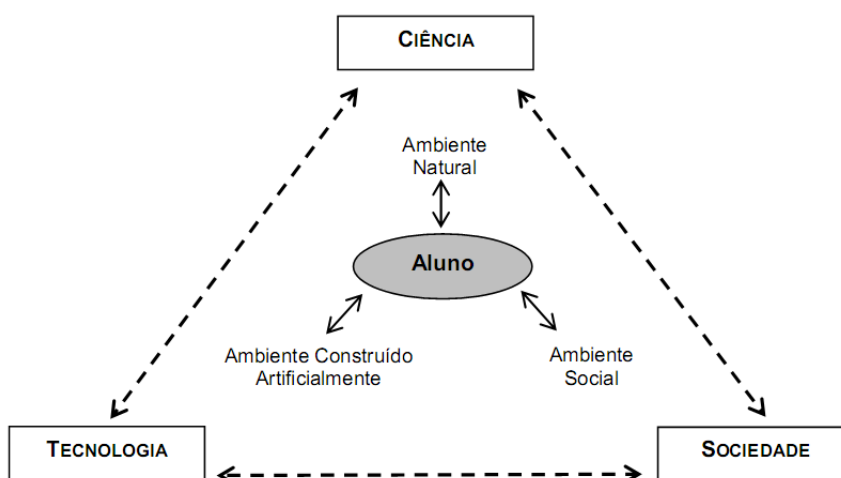 CIÊNCIA
Ambiente
Natural
Aluno
Ambiente Construído
Artificialmente
Ambiente
Social
TECNOLOGIA
SOCIEDADE